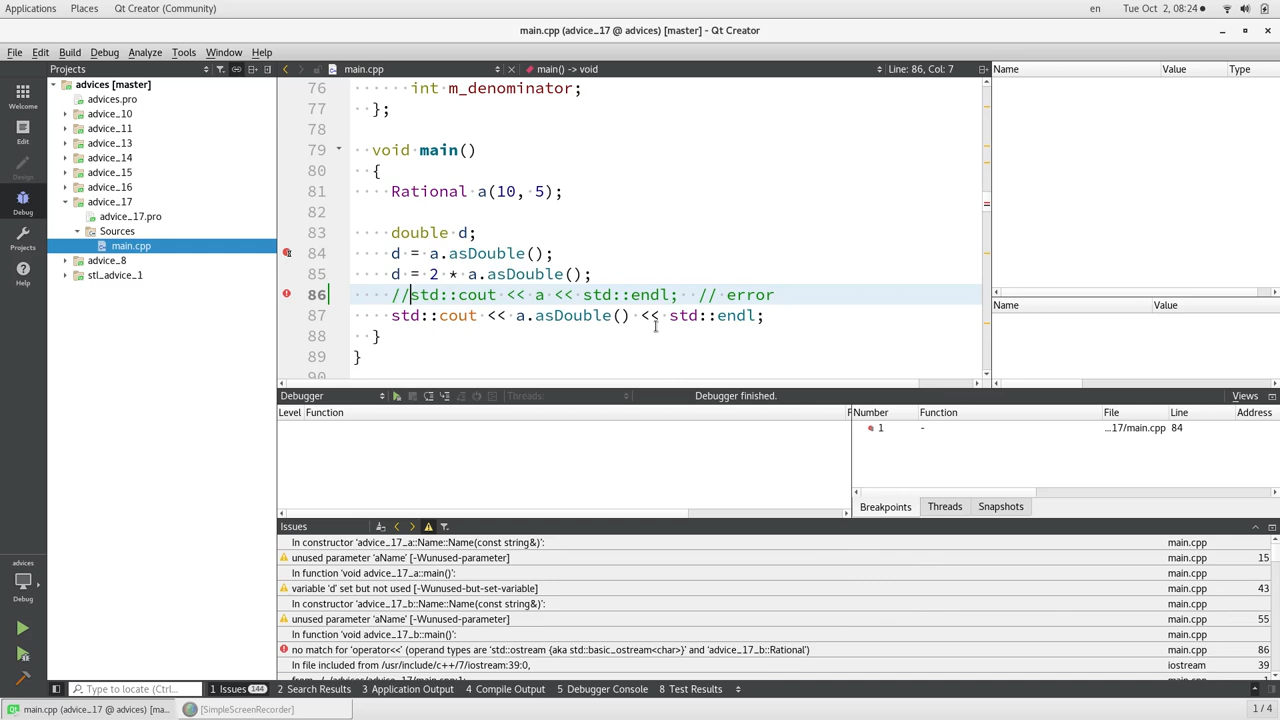 Applications Places Qt Creator (Community) en Tue Oct 2, 08:24
main.cpp (advice_17 @ advices) [master] - Qt Creator
File Edit Build Debug Analyze Tools Window Help
Projects main.cpp main() -> void Line: 86, Col: 7 Name Value Type
Welcome
Edit
Design
Debug
Projects
Help
advices
Debug
advices [master]
advices.pro
advice_10
advice_11
advice_13
advice_14
advice_15
advice_16
advice_17
advice_17.pro
Sources
main.cpp
advice_8
stl_advice_1
76 int m_denominator;
77 };
78
79 void main()
80 {
81 Rational a(10, 5);
82
83 double d;
84 d = a.asDouble();
85 d = 2 * a.asDouble();
86 //std::cout << a << std::endl; // error
87 std::cout << a.asDouble() << std::endl;
88 }
89 }
90
Name Value
Debugger Threads: Debugger finished. Views
Level Function Number Function File Line Address
1 - ...17/main.cpp 84
Breakpoints Threads Snapshots
Issues
In constructor 'advice_17_a::Name::Name(const string&)': main.cpp
unused parameter 'aName' [-Wunused-parameter] main.cpp 15
In function 'void advice_17_a::main()': main.cpp
variable 'd' set but not used [-Wunused-but-set-variable] main.cpp 43
In constructor 'advice_17_b::Name::Name(const string&)': main.cpp
unused parameter 'aName' [-Wunused-parameter] main.cpp 55
In function 'void advice_17_b::main()': main.cpp
no match for 'operator<<' (operand types are 'std::ostream {aka std::basic_ostream<char>}' and 'advice_17_b::Rational') main.cpp 86
In file included from /usr/include/c++/7/iostream:39:0, iostream 39
Type to locate (Ctrl... 1 Issues 144 2 Search Results 3 Application Output 4 Compile Output 5 Debugger Console 8 Test Results
main.cpp (advice_17 @ advices) [ma... [SimpleScreenRecorder] 1 / 4